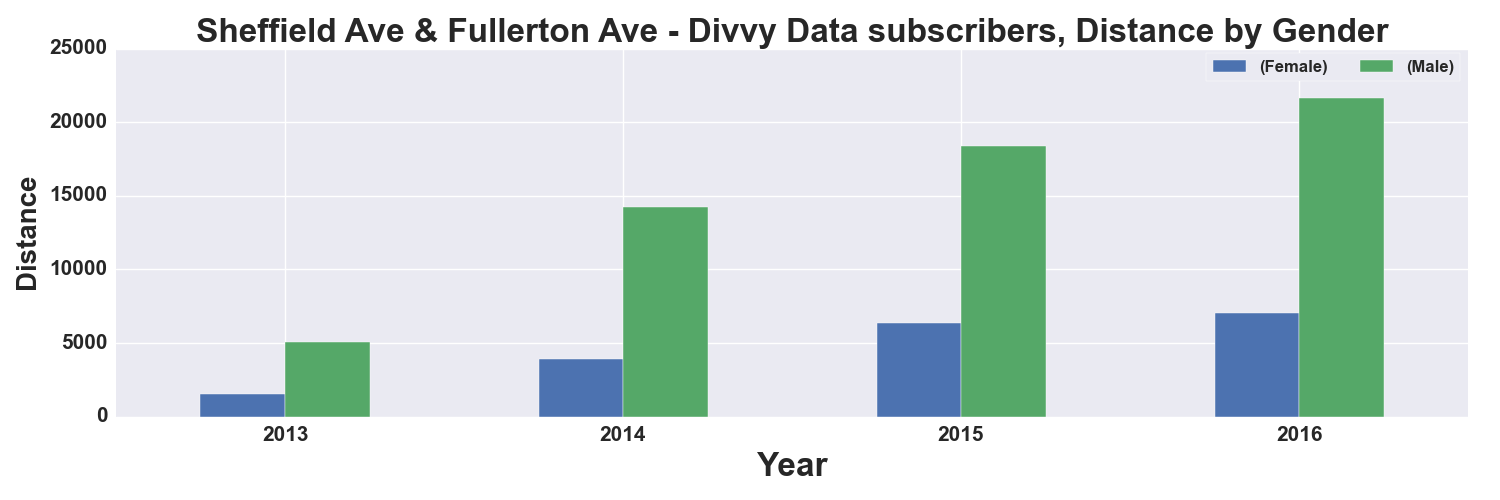 Sheffield Ave & Fullerton Ave - Divvy Data subscribers, Distance by Gender
(Female) (Male)
25000
20000
15000
10000
5000
0
Distance
2013 2014 2015 2016
Year